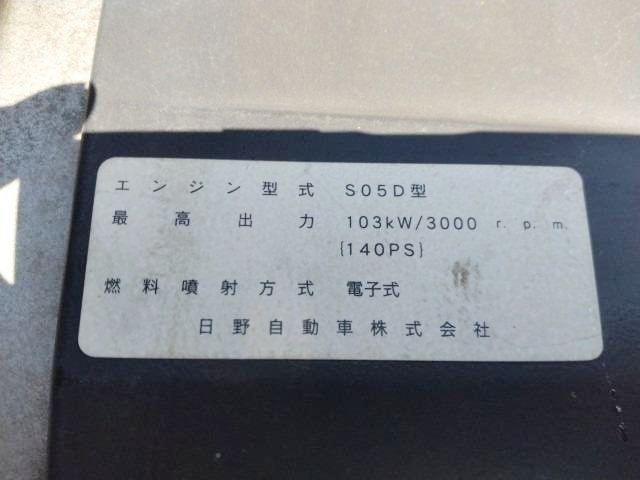 エンジン型式 S05D型
最高出力 103kW/3000 r.p.m.
{140PS}
燃料噴射方式 電子式
日野自動車株式会社